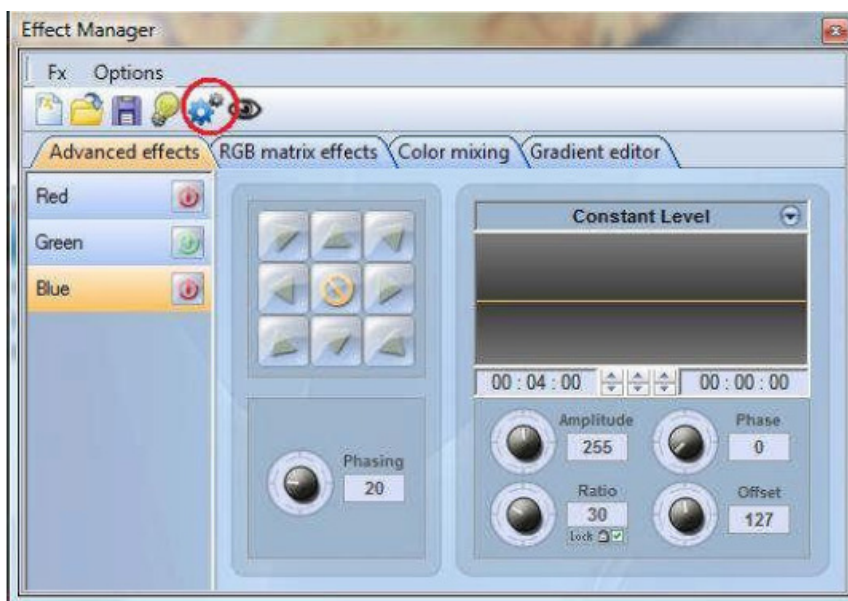 Effect Manager
Fx Options
Advanced effects RGB matrix effects Color mixing Gradient editor
Red
Green
Blue
Constant Level
00 : 04 : 00 00 : 00 : 00
Amplitude Phase
255 0
Phasing
20
Ratio Offset
30 127
Lock